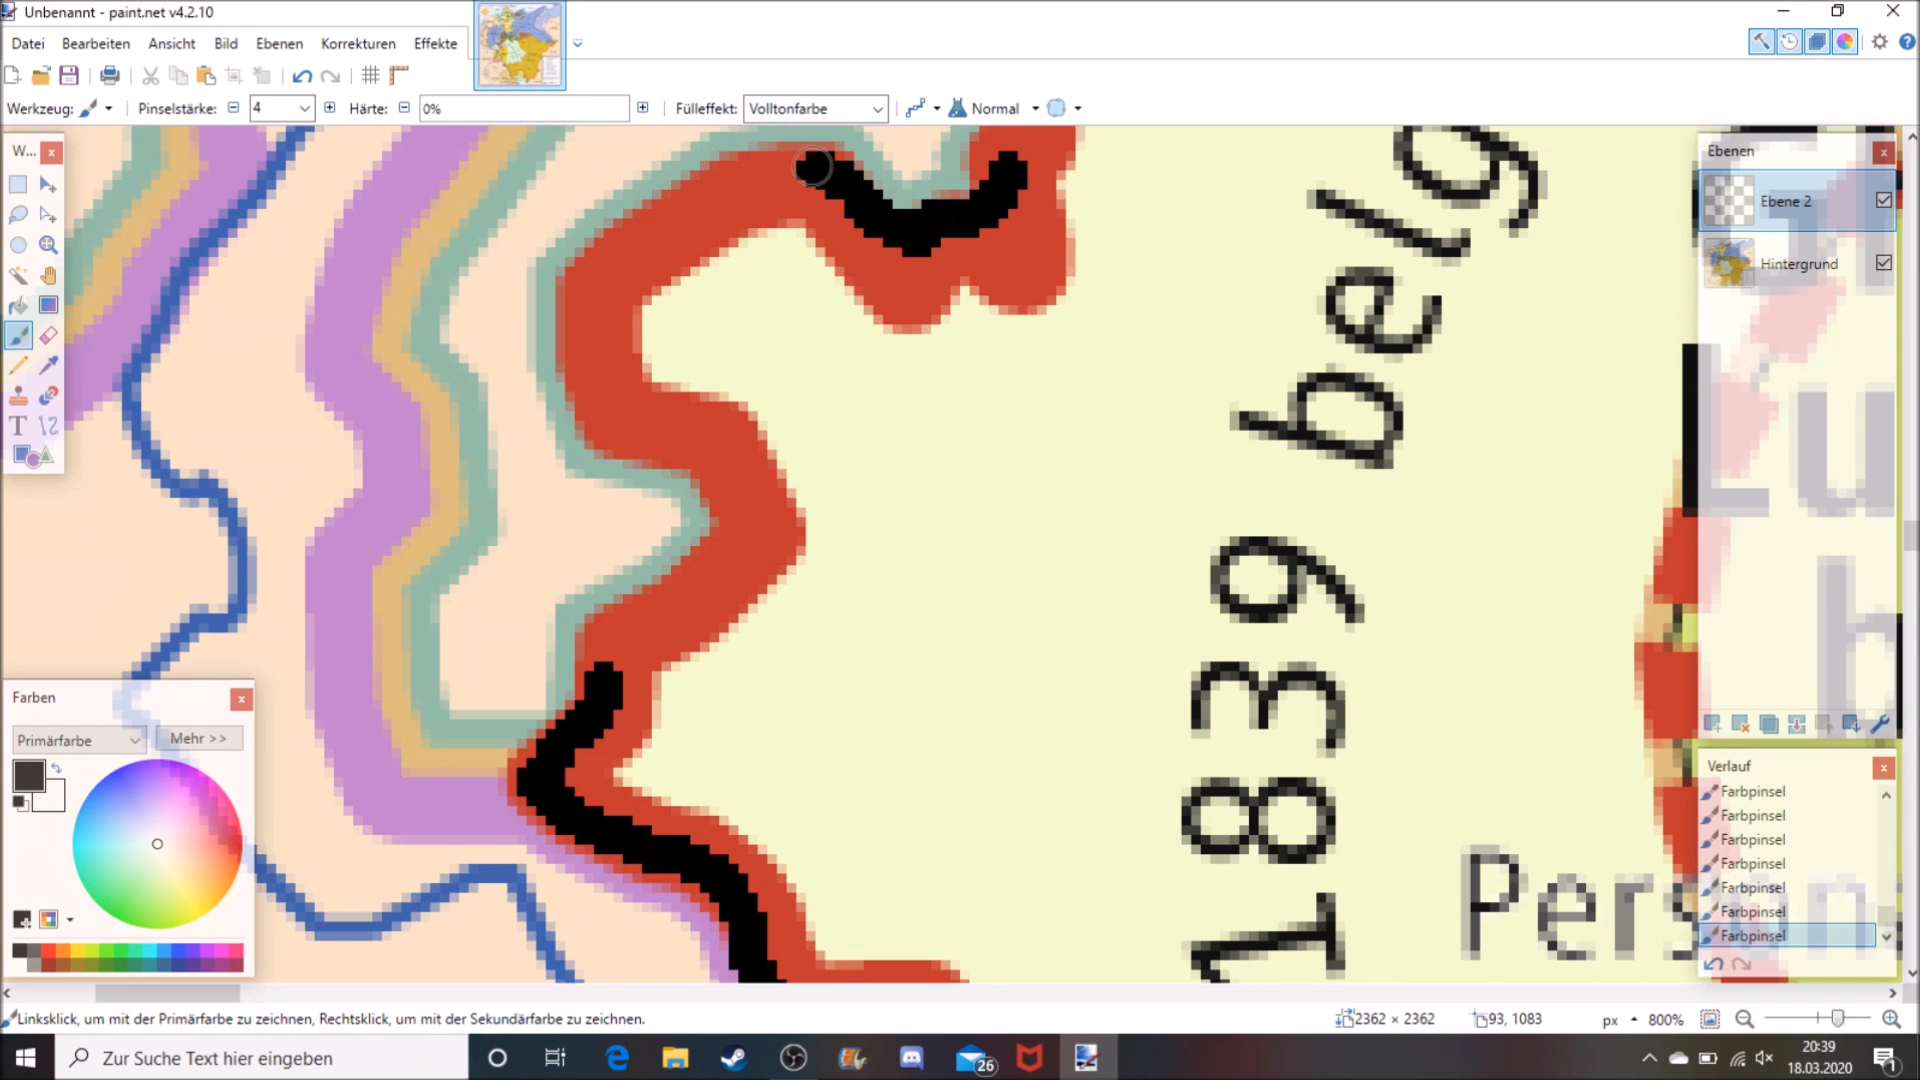 Unbenannt - paint.net v4.2.10
Datei Bearbeiten Ansicht Bild Ebenen Korrekturen Effekte
Werkzeug: Pinselstärke: 4 Härte: 0% Fülleffekt: Volltonfarbe Normal
W...
Ebenen
Ebene 2
Hintergrund
1839 belg
Lu
b
Person
Farben
Primärfarbe
Mehr >>
Verlauf
Farbpinsel
Farbpinsel
Farbpinsel
Farbpinsel
Farbpinsel
Farbpinsel
Farbpinsel
Linksklick, um mit der Primärfarbe zu zeichnen, Rechtsklick, um mit der Sekundärfarbe zu zeichnen.
2362 × 2362
93, 1083
px
800%
Zur Suche Text hier eingeben
26
20:39
18.03.2020
1